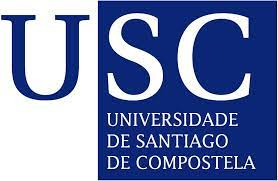 USC
UNIVERSIDADE
DE SANTIAGO
DE COMPOSTELA